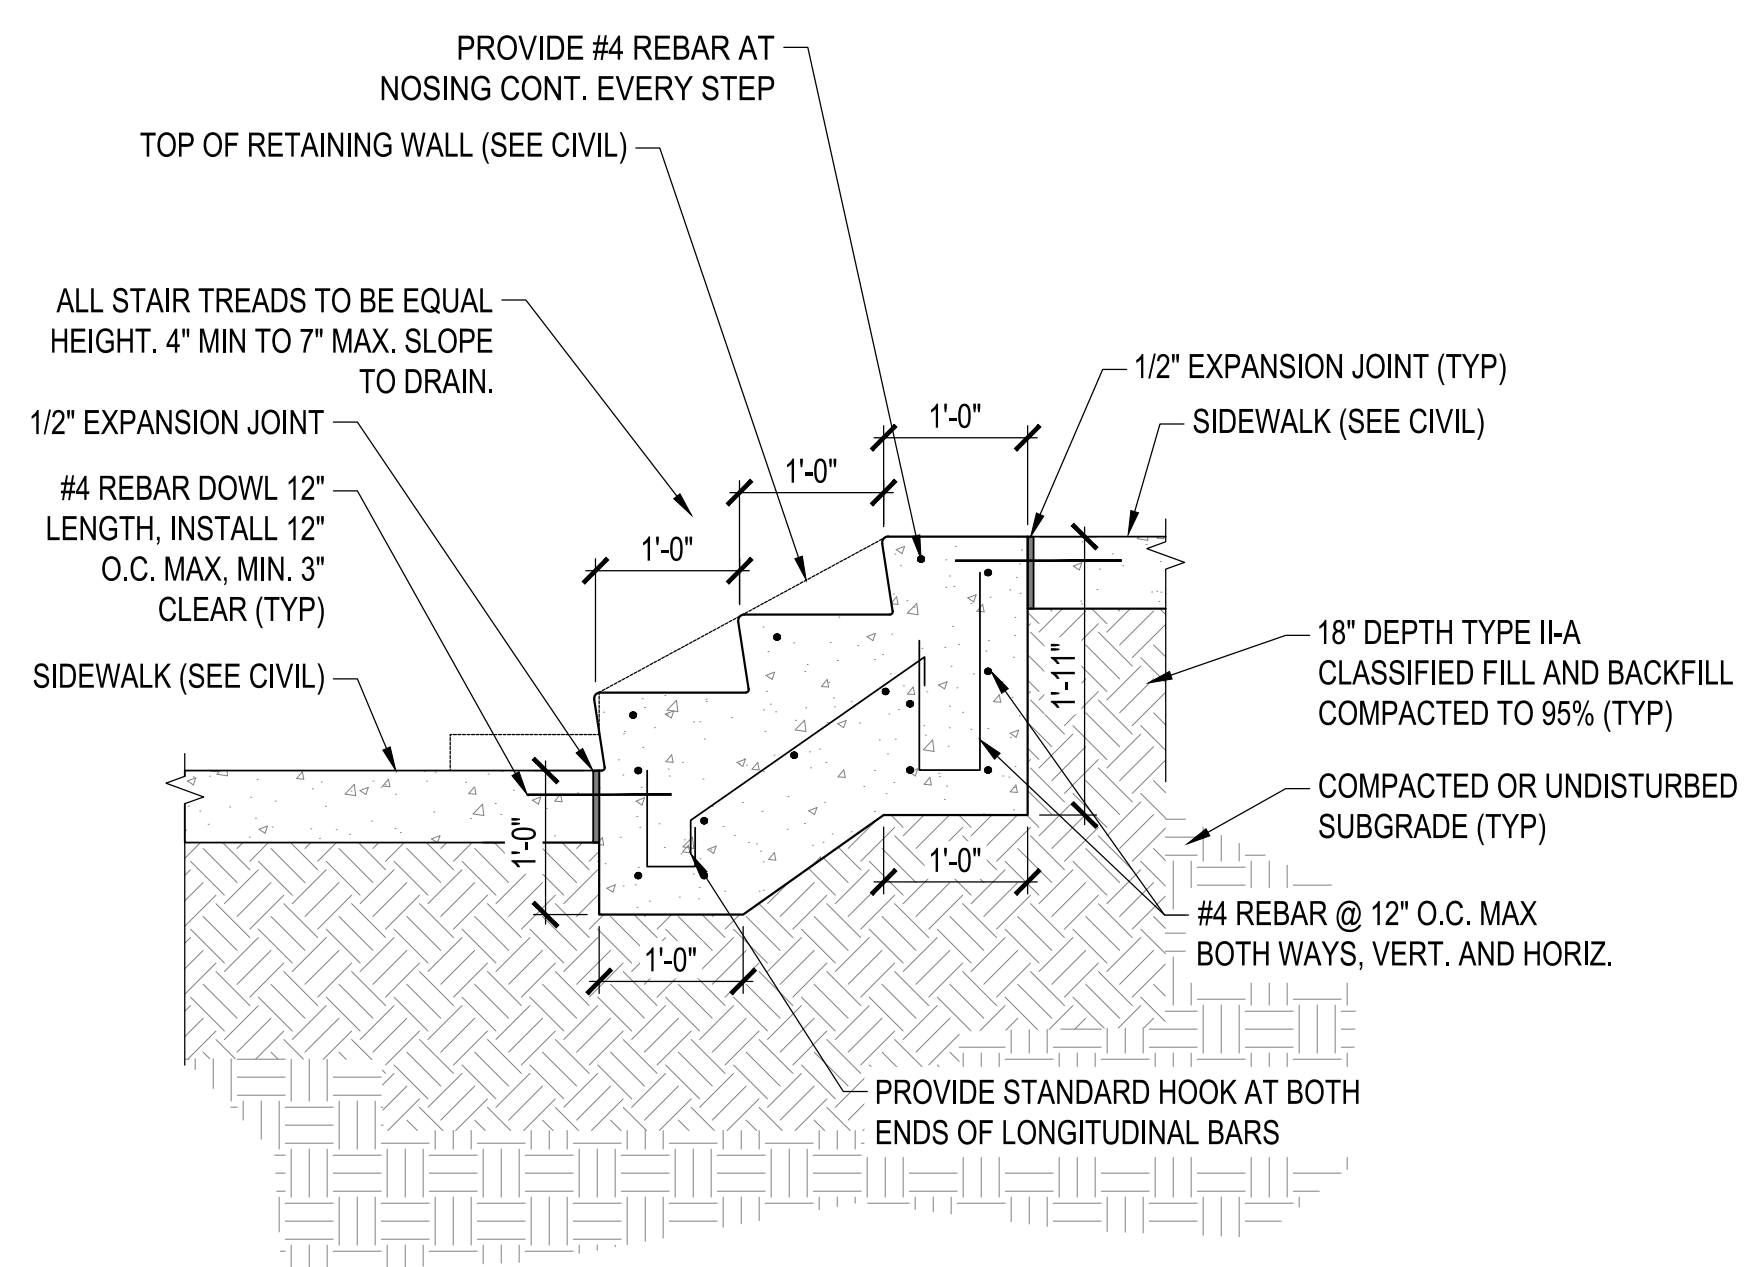 PROVIDE #4 REBAR AT
NOSING CONT. EVERY STEP
TOP OF RETAINING WALL (SEE CIVIL)
ALL STAIR TREADS TO BE EQUAL
HEIGHT. 4" MIN TO 7" MAX. SLOPE
TO DRAIN.
1/2" EXPANSION JOINT
#4 REBAR DOWL 12"
LENGTH, INSTALL 12"
O.C. MAX, MIN. 3"
CLEAR (TYP)
SIDEWALK (SEE CIVIL)
1'-0"
1'-0"
1'-0"
1/2" EXPANSION JOINT (TYP)
SIDEWALK (SEE CIVIL)
18" DEPTH TYPE II-A
CLASSIFIED FILL AND BACKFILL
COMPACTED TO 95% (TYP)
1'-11"
COMPACTED OR UNDISTURBED
SUBGRADE (TYP)
1'-0"
1'-0"
#4 REBAR @ 12" O.C. MAX
BOTH WAYS, VERT. AND HORIZ.
1'-0"
PROVIDE STANDARD HOOK AT BOTH
ENDS OF LONGITUDINAL BARS